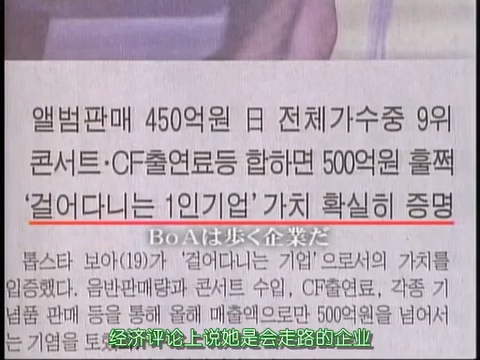 앨범판매 450억원 日 전체가수중 9위
콘서트·CF출연료등 합하면 500억원 훌쩍
‘걸어다니는 1인기업’ 가치 확실히 증명
BoAは歩く企業だ
톱스타 보아(19)가 ‘걸어다니는 기업’으로서의 가치를
입증했다. 음반판매량과 콘서트 수입, CF출연료, 각종 기
념품 판매 등을 통해 올해 매출액으로만 500억원을 넘어서
는 기염을 토했
经济评论上说她是会走路的企业